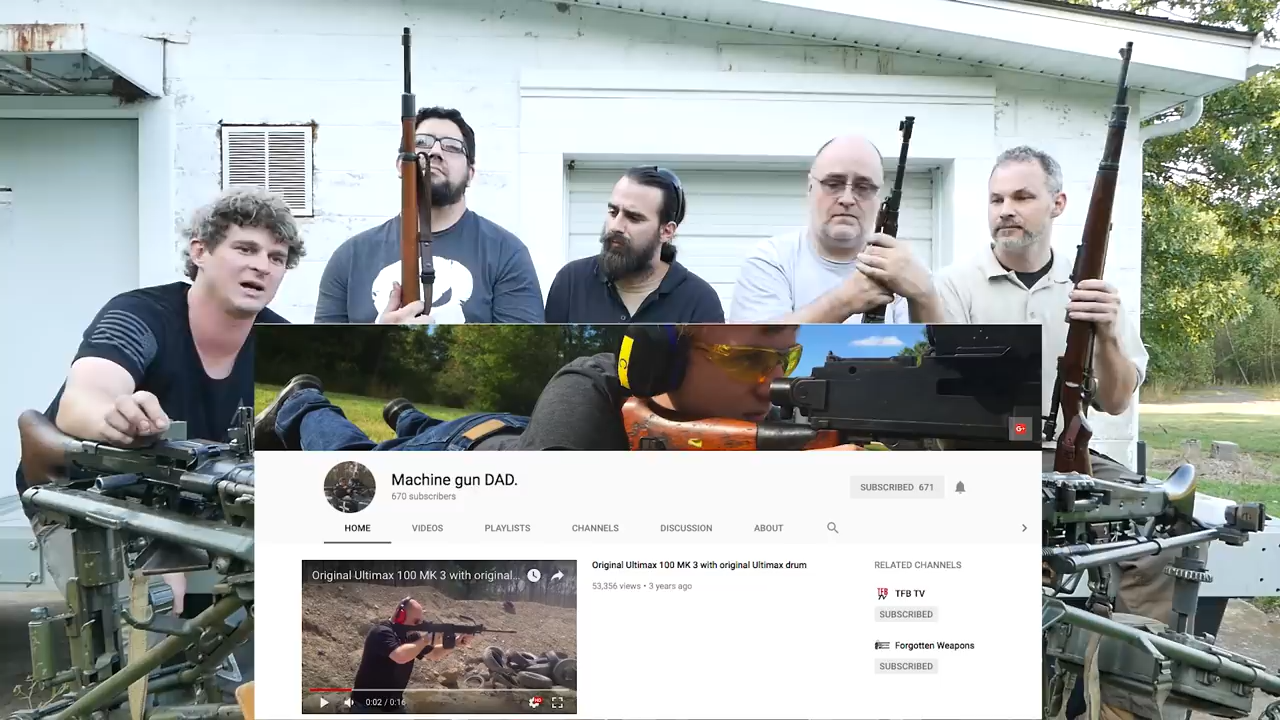 G+
Machine gun DAD.
670 subscribers
SUBSCRIBED 671
HOME VIDEOS PLAYLISTS CHANNELS DISCUSSION ABOUT
Original Ultimax 100 MK 3 with original...
0:02 / 0:16
HD
Original Ultimax 100 MK 3 with original Ultimax drum
53,356 views • 3 years ago
RELATED CHANNELS
TFB TV
SUBSCRIBED
Forgotten Weapons
SUBSCRIBED